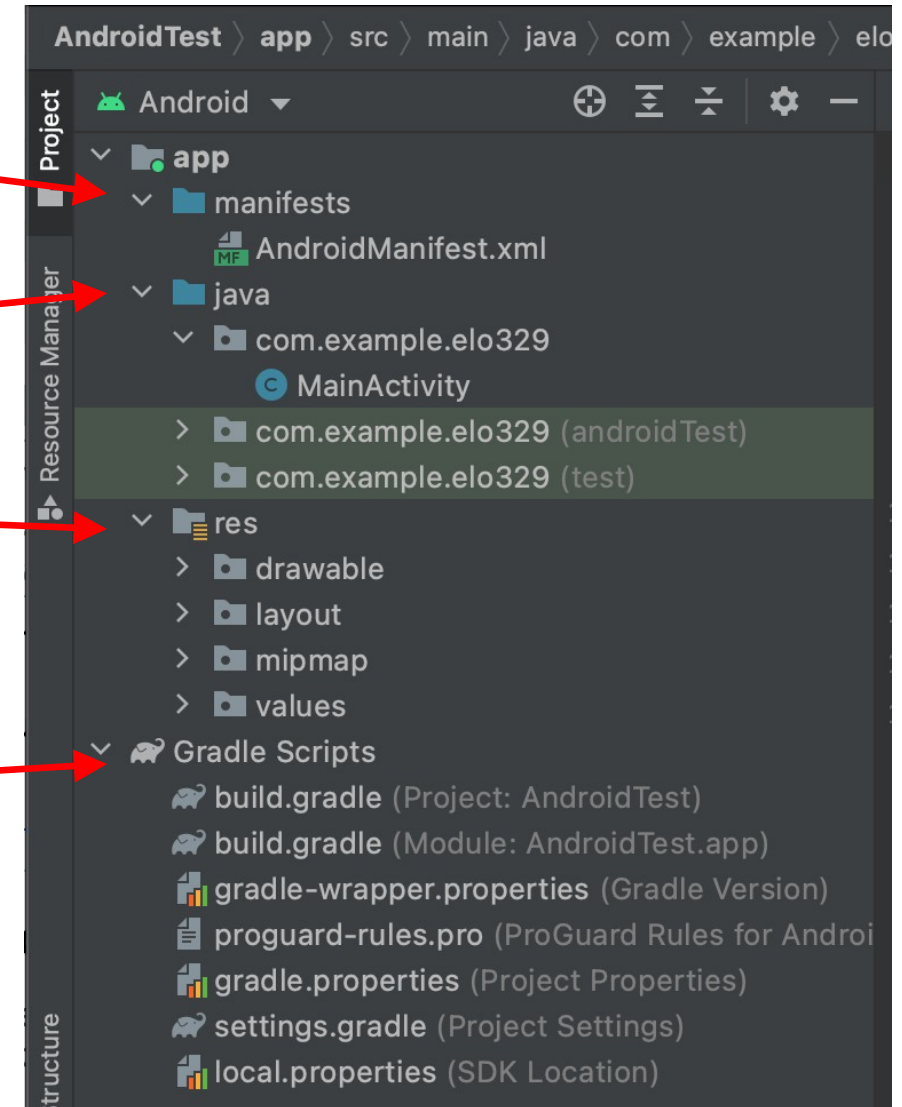 AndroidTest 〉 app 〉 src 〉 main 〉 java 〉 com 〉 example 〉 elo
Project
Android
app
manifests
MF AndroidManifest.xml
java
com.example.elo329
C MainActivity
Resource Manager
com.example.elo329 (androidTest)
com.example.elo329 (test)
res
drawable
layout
mipmap
values
Gradle Scripts
build.gradle (Project: AndroidTest)
build.gradle (Module: AndroidTest.app)
gradle-wrapper.properties (Gradle Version)
proguard-rules.pro (ProGuard Rules for Androi
gradle.properties (Project Properties)
settings.gradle (Project Settings)
local.properties (SDK Location)
tructure